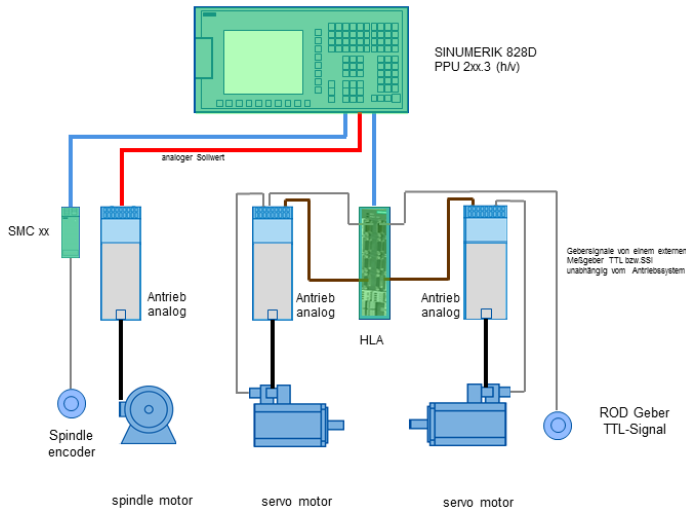 SINUMERIK 828D
PPU 2xx.3 (h/v)
analoger Sollwert
SMC xx
Gebersignale von einem externen
Meßgeber TTL bzw.SSI
unabhängig vom Antriebssystem
Antrieb
analog
Antrieb
analog
Antrieb
analog
HLA
Spindle
encoder
ROD Geber
TTL-Signal
spindle motor
servo motor
servo motor